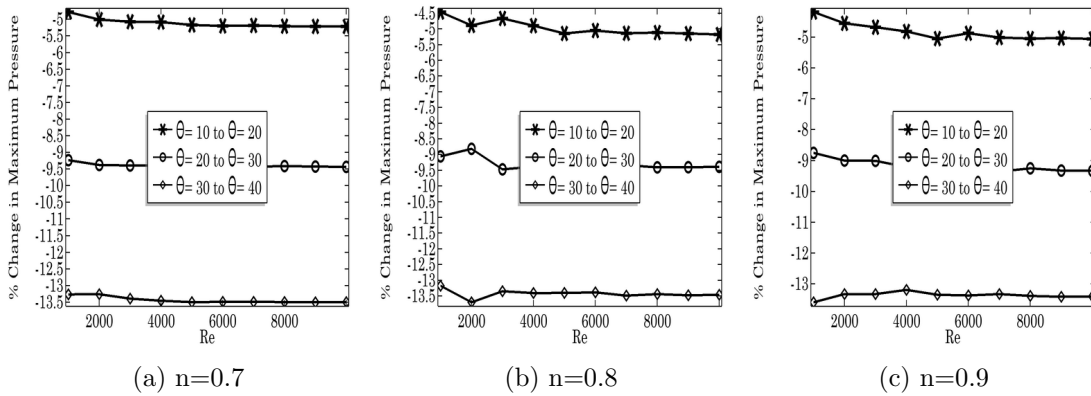 % Change in Maximum Pressure
-5
-5.5
-6
-6.5
-7
-7.5
-8
-8.5
-9
-9.5
-10
-10.5
-11
-11.5
-12
-12.5
-13
-13.5
θ= 10 to θ= 20
θ= 20 to θ= 30
θ= 30 to θ= 40
2000 4000 6000 8000
Re
(a) n=0.7
% Change in Maximum Pressure
-4.5
-5
-5.5
-6
-6.5
-7
-7.5
-8
-8.5
-9
-9.5
-10
-10.5
-11
-11.5
-12
-12.5
-13
-13.5
θ= 10 to θ= 20
θ= 20 to θ= 30
θ= 30 to θ= 40
2000 4000 6000 8000
Re
(b) n=0.8
% Change in Maximum Pressure
-5
-6
-7
-8
-9
-10
-11
-12
-13
θ= 10 to θ= 20
θ= 20 to θ= 30
θ= 30 to θ= 40
2000 4000 6000 8000
Re
(c) n=0.9